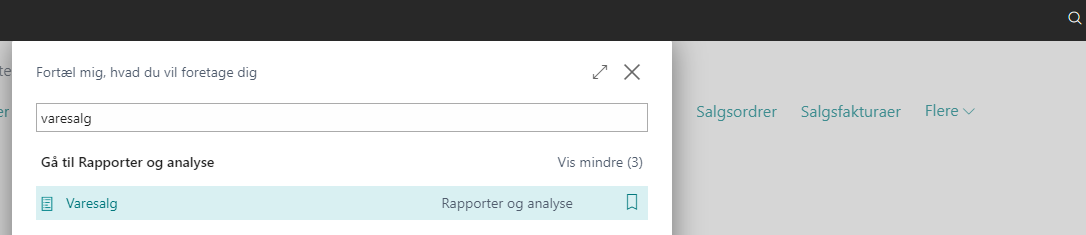 Fortæl mig, hvad du vil foretage dig
varesalg
Salgsordrer Salgsfakturaer Flere
Gå til Rapporter og analyse Vis mindre (3)
Varesalg Rapporter og analyse